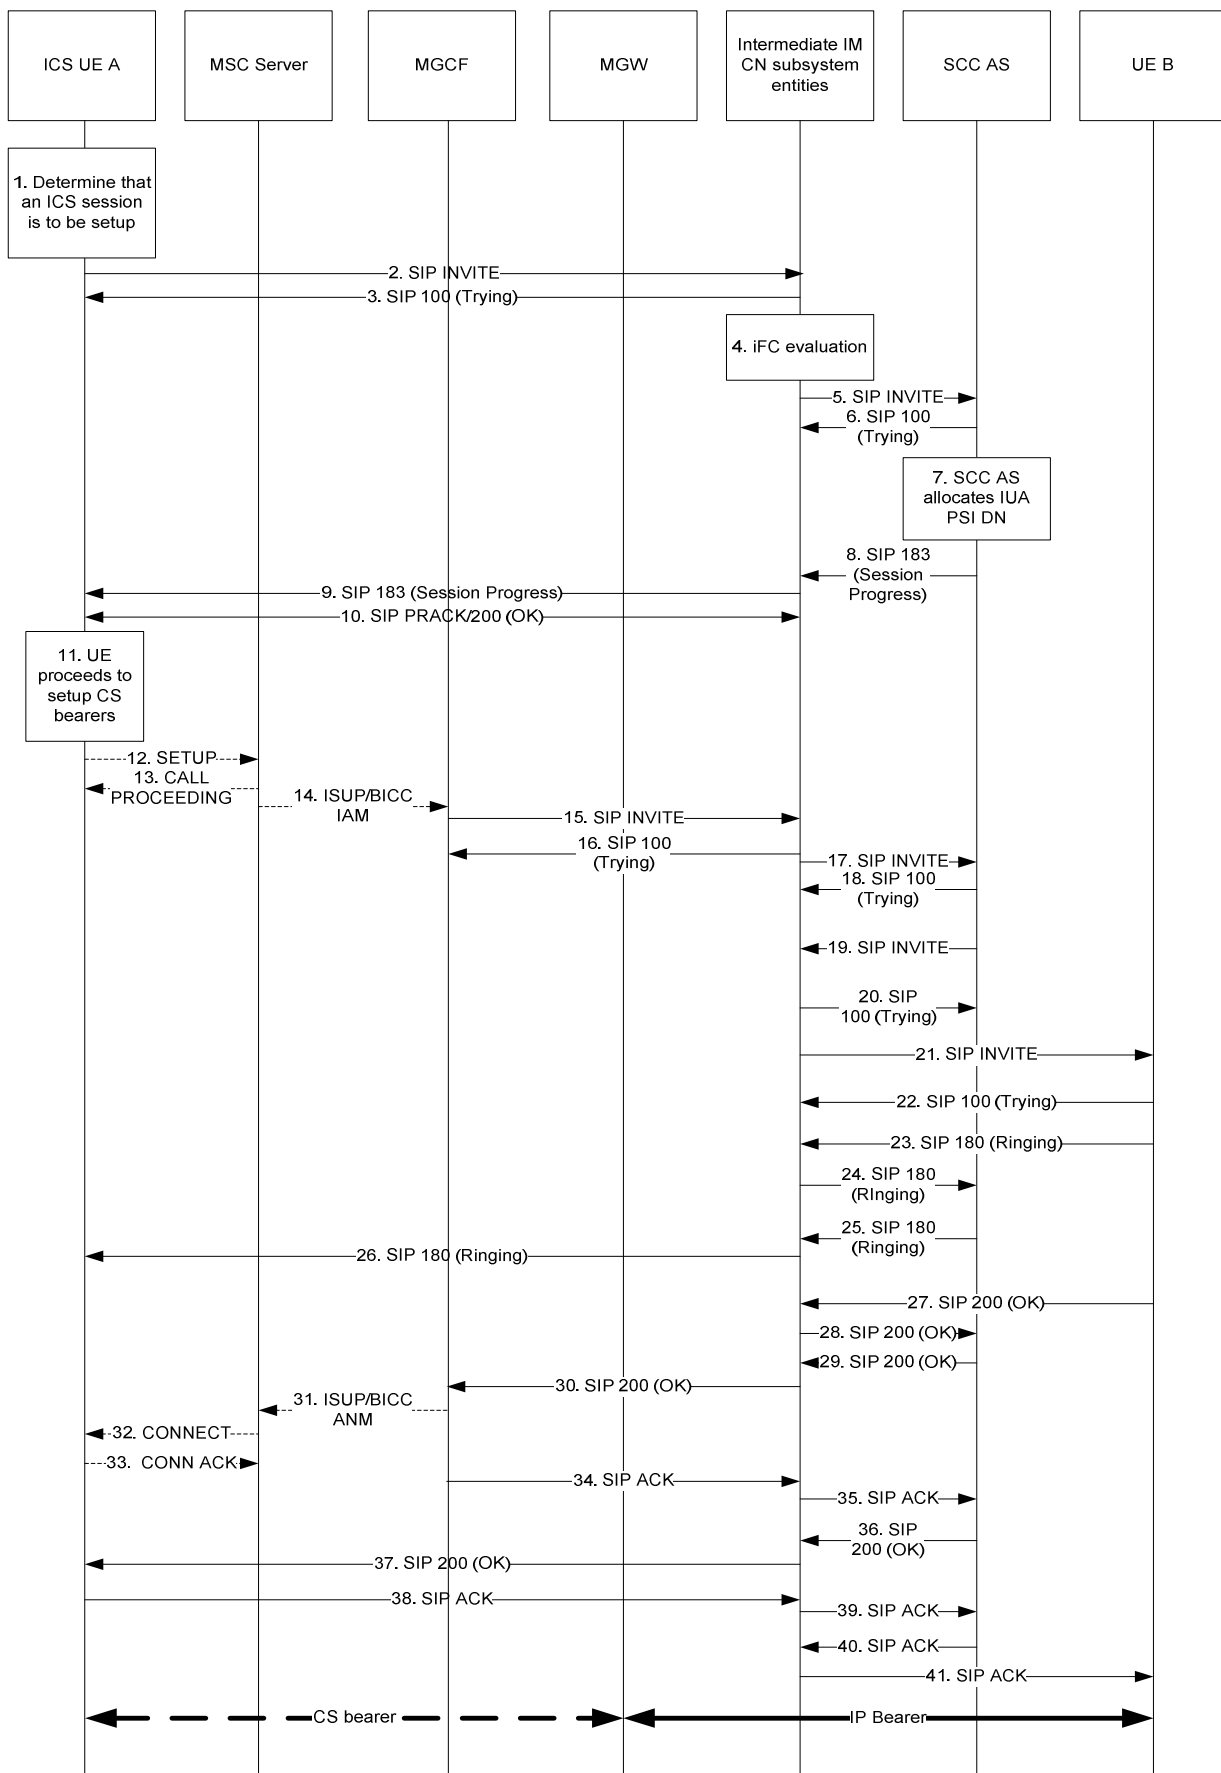 ICS UE A
MSC Server
MGCF
MGW
Intermediate IM
CN subsystem
entities
SCC AS
UE B
1. Determine that
an ICS session
is to be setup
2. SIP INVITE
3. SIP 100 (Trying)
4. iFC evaluation
5. SIP INVITE
6. SIP 100
(Trying)
7. SCC AS
allocates IUA
PSI DN
8. SIP 183
(Session
Progress)
9. SIP 183 (Session Progress)
10. SIP PRACK/200 (OK)
11. UE
proceeds to
setup CS
bearers
12. SETUP
13. CALL
PROCEEDING
14. ISUP/BICC
IAM
15. SIP INVITE
16. SIP 100
(Trying)
17. SIP INVITE
18. SIP 100
(Trying)
19. SIP INVITE
20. SIP
100 (Trying)
21. SIP INVITE
22. SIP 100 (Trying)
23. SIP 180 (Ringing)
24. SIP 180
(RInging)
25. SIP 180
(Ringing)
26. SIP 180 (Ringing)
27. SIP 200 (OK)
28. SIP 200 (OK)
29. SIP 200 (OK)
30. SIP 200 (OK)
31. ISUP/BICC
ANM
32. CONNECT
33. CONN ACK
34. SIP ACK
35. SIP ACK
36. SIP
200 (OK)
37. SIP 200 (OK)
38. SIP ACK
39. SIP ACK
40. SIP ACK
41. SIP ACK
CS bearer
IP Bearer